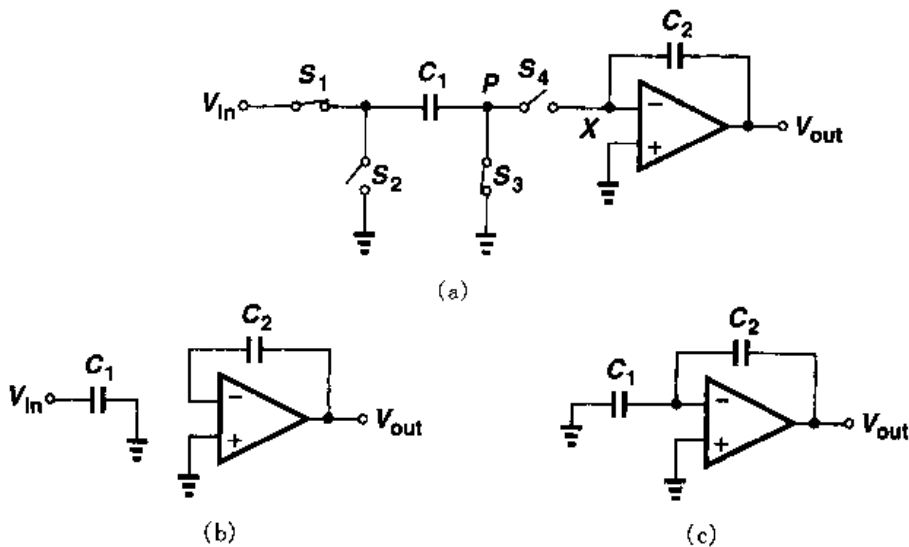 C2
S1
C1
P
S4
Vin
X
−
+
Vout
S2
S3
(a)
C2
C1
Vin
−
+
Vout
(b)
C2
C1
−
+
Vout
(c)